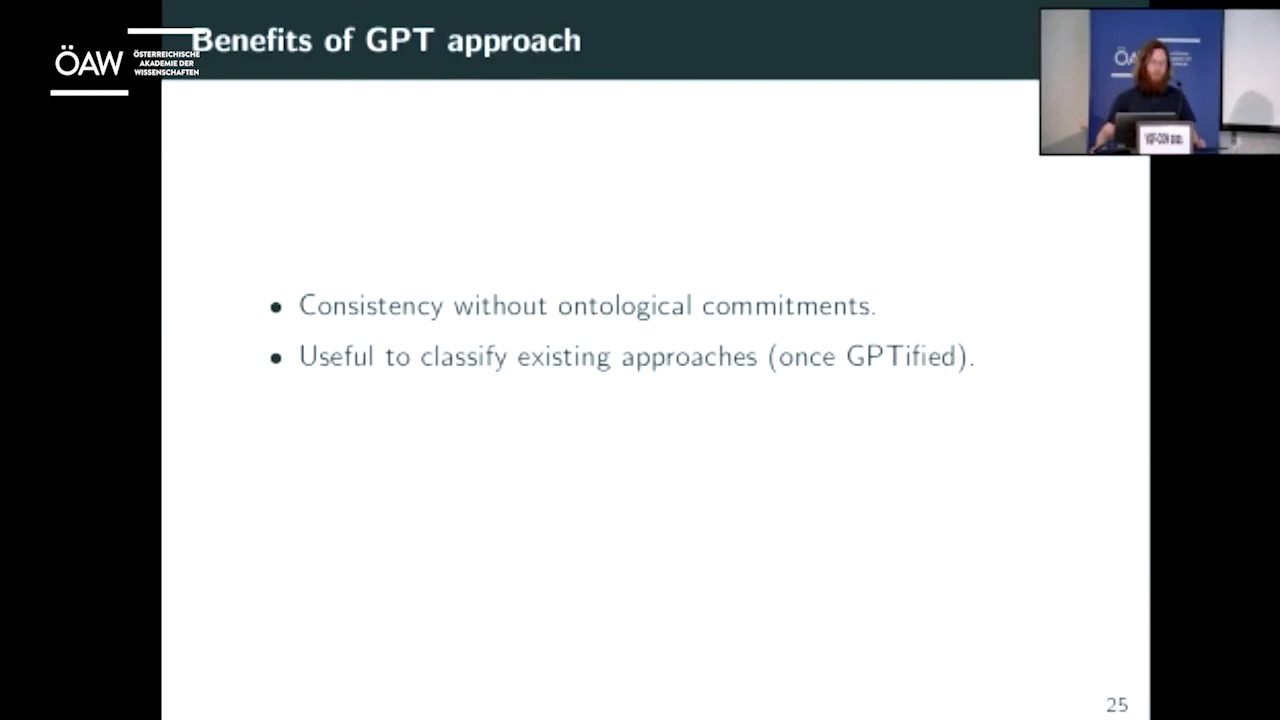 Benefits of GPT approach
ÖAW
ÖSTERREICHISCHE
AKADEMIE DER
WISSENSCHAFTEN
• Consistency without ontological commitments.
• Useful to classify existing approaches (once GPTified).
25